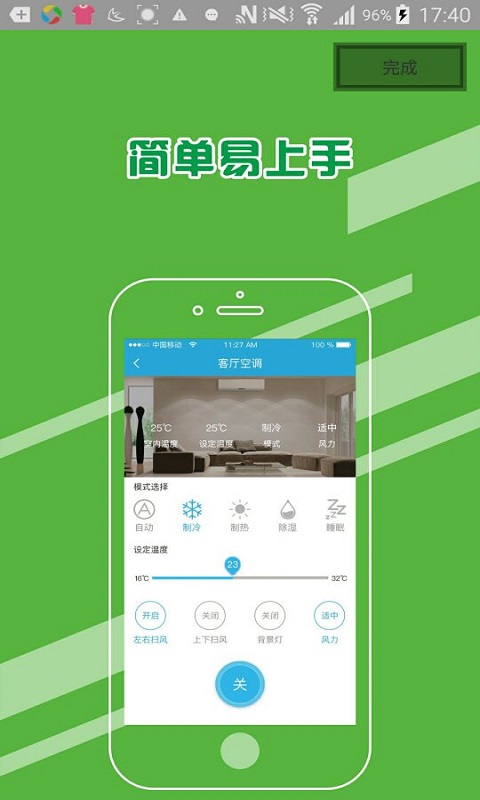 96% 17:40
完成
简单易上手
中国移动 11:27 AM 100 %
客厅空调
25℃ 25℃ 制冷 适中
室内温度 设定温度 模式 风力
模式选择
A
自动 制冷 制热 除湿 睡眠
设定温度
23
16℃ 32℃
开启 关闭 关闭 适中
左右扫风 上下扫风 背景灯 风力
关